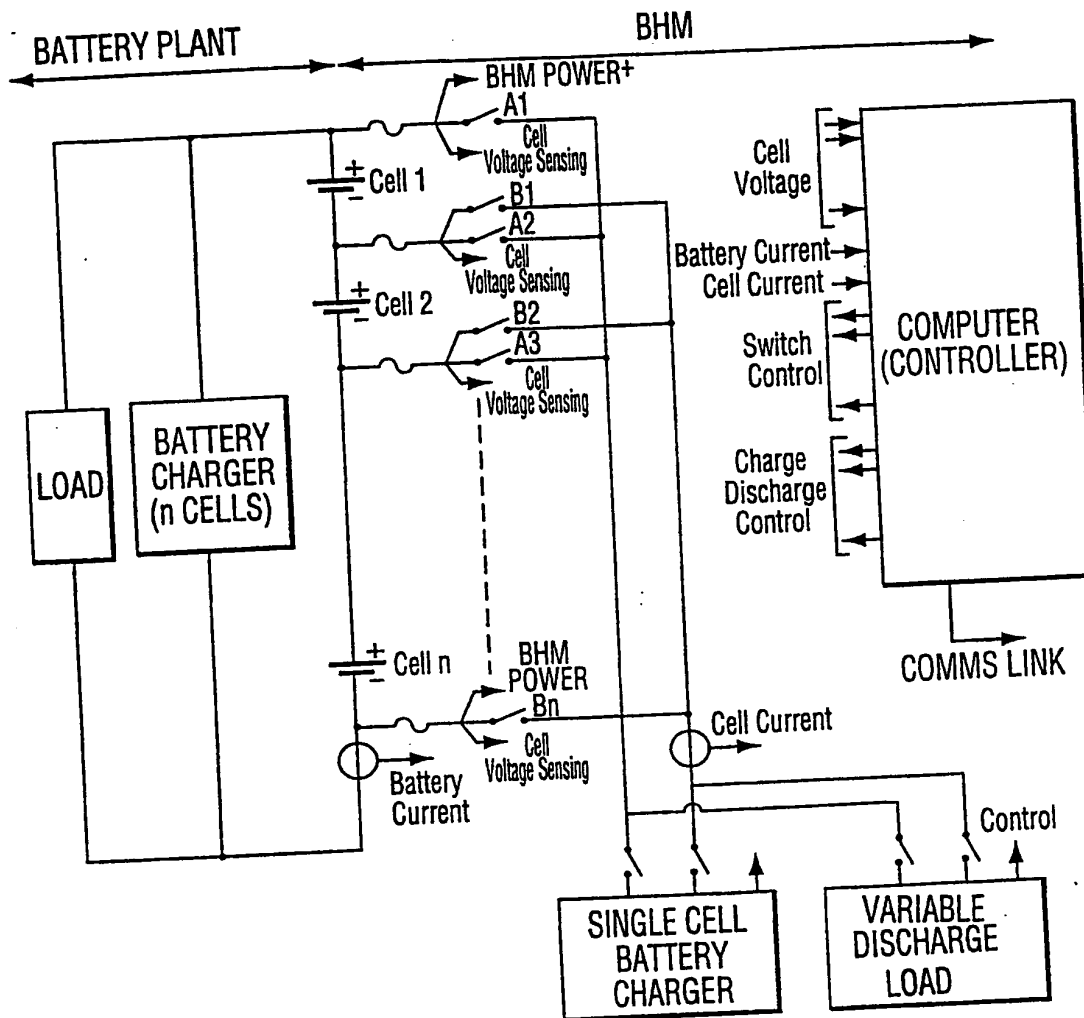 BATTERY PLANT
BHM
BHM POWER+
A1
Cell
Voltage Sensing
+
Cell 1
-
B1
A2
Cell
Voltage Sensing
+
Cell 2
-
B2
A3
Cell
Voltage Sensing
LOAD
BATTERY
CHARGER
(n CELLS)
+
Cell n
-
BHM
POWER
Bn
Cell
Voltage Sensing
Battery
Current
Cell
Voltage
Battery Current
Cell Current
Switch
Control
Charge
Discharge
Control
COMPUTER
(CONTROLLER)
COMMS LINK
Cell Current
Control
SINGLE CELL
BATTERY
CHARGER
VARIABLE
DISCHARGE
LOAD